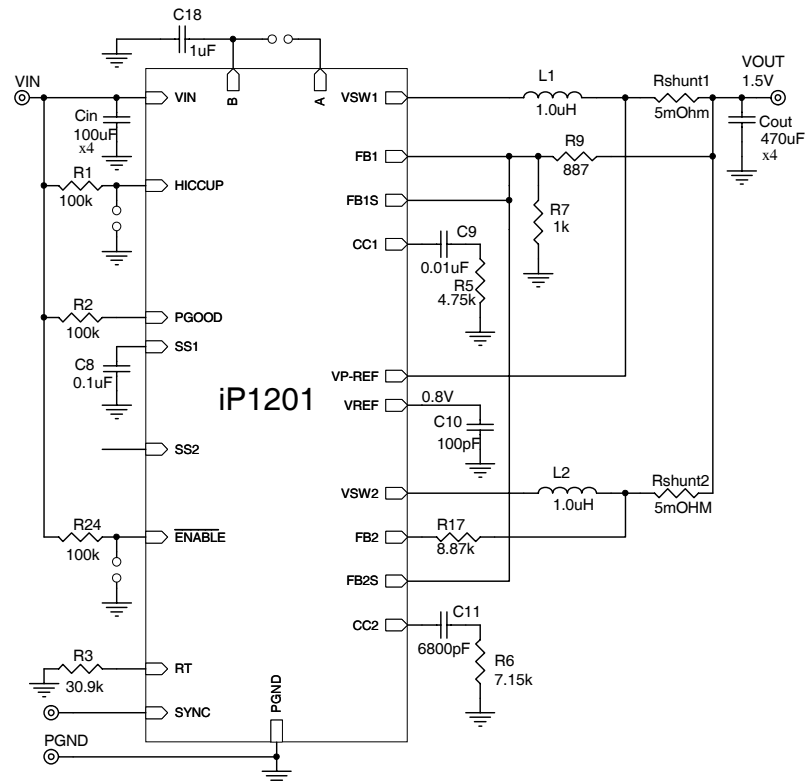 C18
1uF
VIN
B
A
VIN
VSW1
L1
1.0uH
Rshunt1
5mOhm
VOUT
1.5V
Cin
100uF
x4
Cout
470uF
x4
FB1
R9
887
R1
100k
HICCUP
FB1S
R7
1k
CC1
C9
0.01uF
R5
4.75k
R2
100k
PGOOD
SS1
C8
0.1uF
VP-REF
iP1201
VREF
0.8V
C10
100pF
SS2
L2
1.0uH
Rshunt2
5mOHM
VSW2
R24
100k
ENABLE
FB2
R17
8.87k
FB2S
CC2
C11
6800pF
R6
7.15k
R3
30.9k
RT
SYNC
PGND
PGND